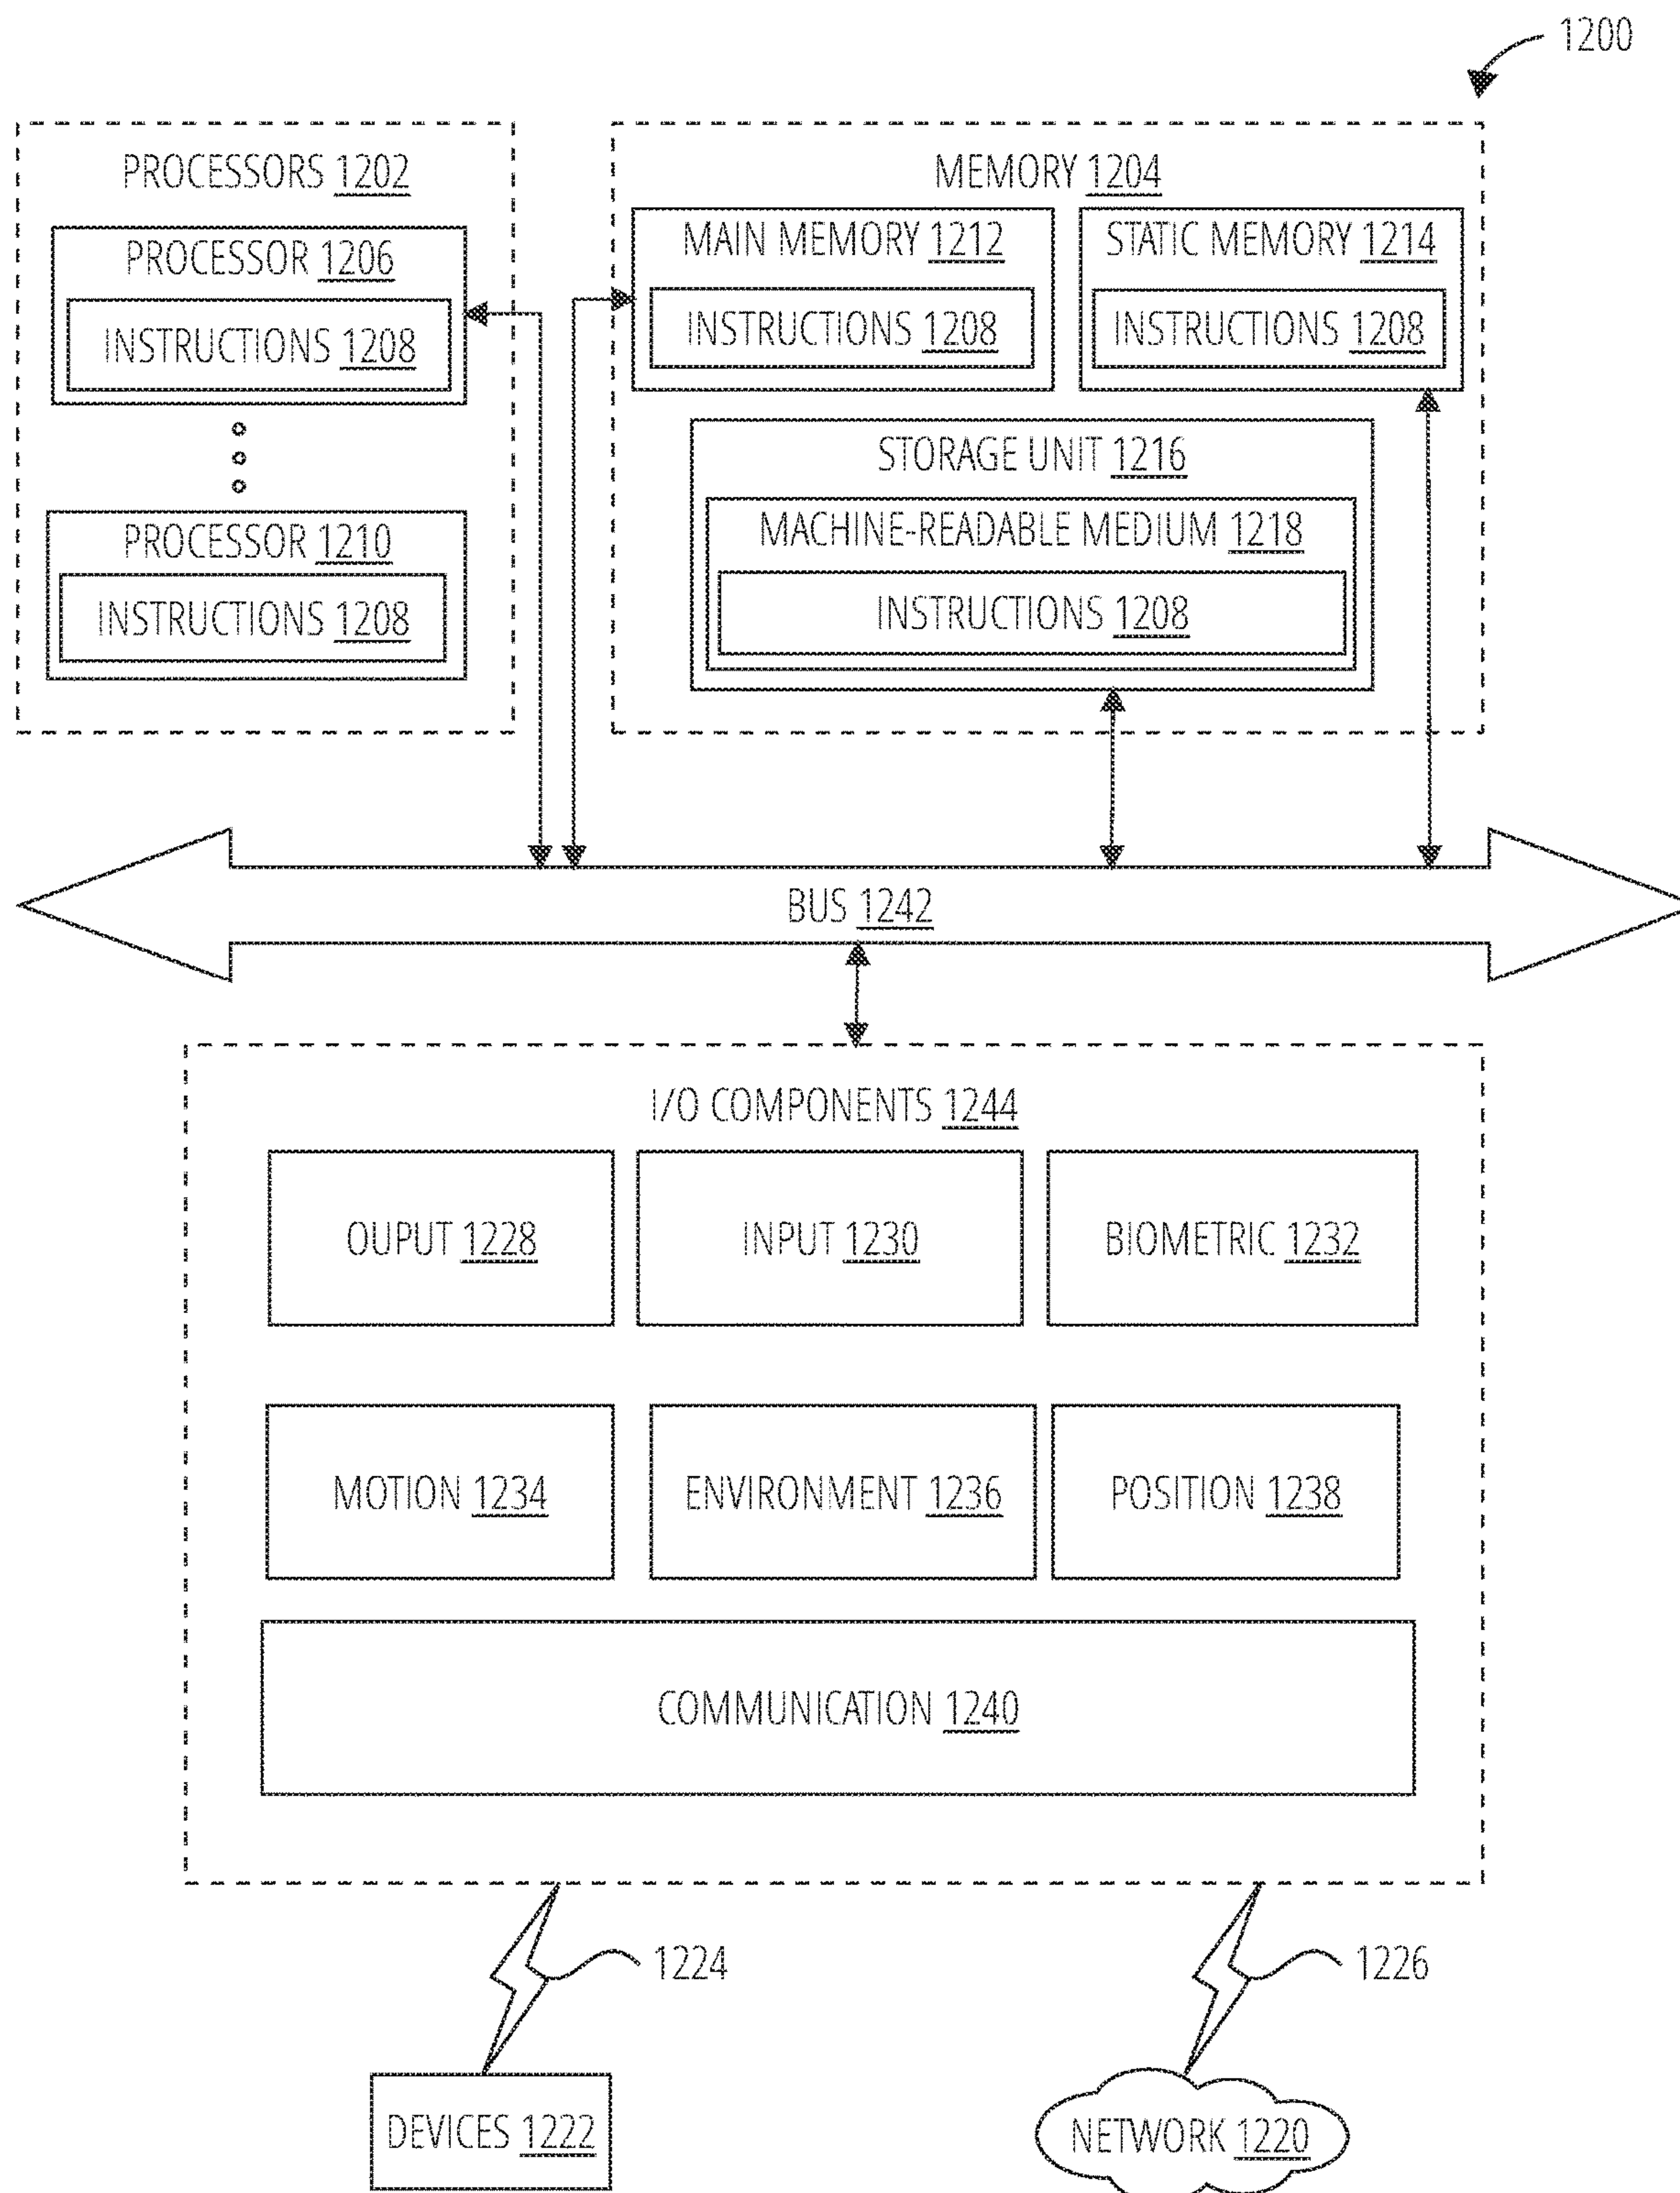 1200
PROCESSORS 1202
PROCESSOR 1206
INSTRUCTIONS 1208
PROCESSOR 1210
INSTRUCTIONS 1208
MEMORY 1204
MAIN MEMORY 1212
INSTRUCTIONS 1208
STATIC MEMORY 1214
INSTRUCTIONS 1208
STORAGE UNIT 1216
MACHINE-READABLE MEDIUM 1218
INSTRUCTIONS 1208
BUS 1242
I/O COMPONENTS 1244
OUPUT 1228
INPUT 1230
BIOMETRIC 1232
MOTION 1234
ENVIRONMENT 1236
POSITION 1238
COMMUNICATION 1240
1224
1226
DEVICES 1222
NETWORK 1220